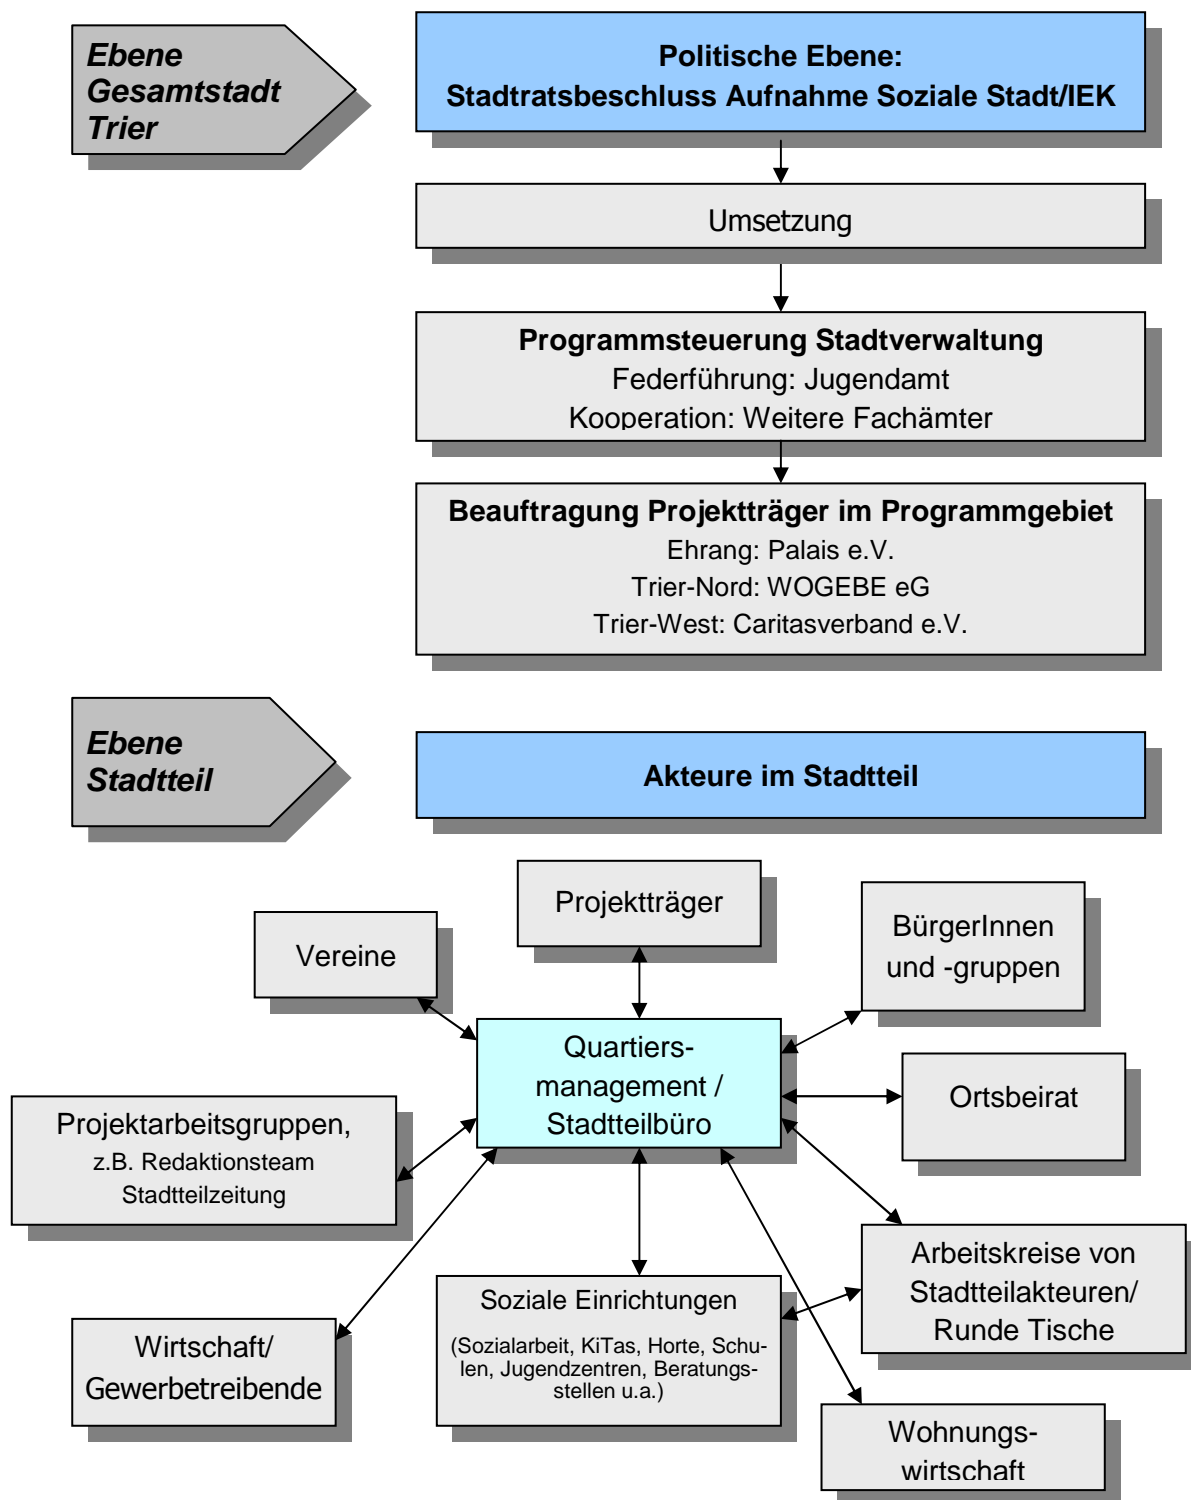 Ebene
Gesamtstadt
Trier
Politische Ebene:
Stadtratsbeschluss Aufnahme Soziale Stadt/IEK
Umsetzung
Programmsteuerung Stadtverwaltung
Federführung: Jugendamt
Kooperation: Weitere Fachämter
Beauftragung Projektträger im Programmgebiet
Ehrang: Palais e.V.
Trier-Nord: WOGEBE eG
Trier-West: Caritasverband e.V.
Ebene
Stadtteil
Akteure im Stadtteil
Projektträger
Vereine
BürgerInnen
und -gruppen
Quartiers-
management /
Stadtteilbüro
Ortsbeirat
Projektarbeitsgruppen,
z.B. Redaktionsteam
Stadtteilzeitung
Arbeitskreise von
Stadtteilakteuren/
Runde Tische
Soziale Einrichtungen
(Sozialarbeit, KiTas, Horte, Schu-
len, Jugendzentren, Beratungs-
stellen u.a.)
Wirtschaft/
Gewerbetreibende
Wohnungs-
wirtschaft